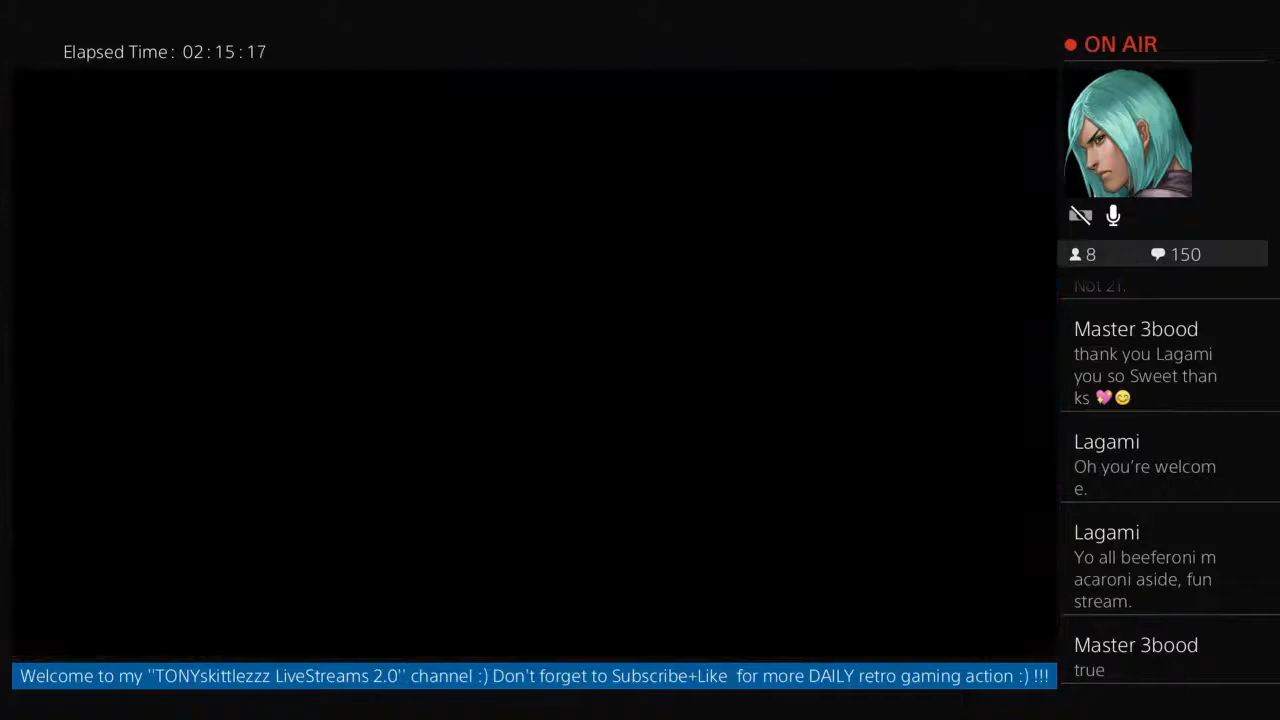 Elapsed Time: 02:15:17
ON AIR
8 150
Not 21.
Master 3bood
thank you Lagami
you so Sweet than
ks 💖😊
Lagami
Oh you're welcom
e.
Lagami
Yo all beeferoni m
acaroni aside, fun
stream.
Master 3bood
true
Welcome to my ''TONYskittlezzz LiveStreams 2.0'' channel :) Don't forget to Subscribe+Like for more DAILY retro gaming action :) !!!